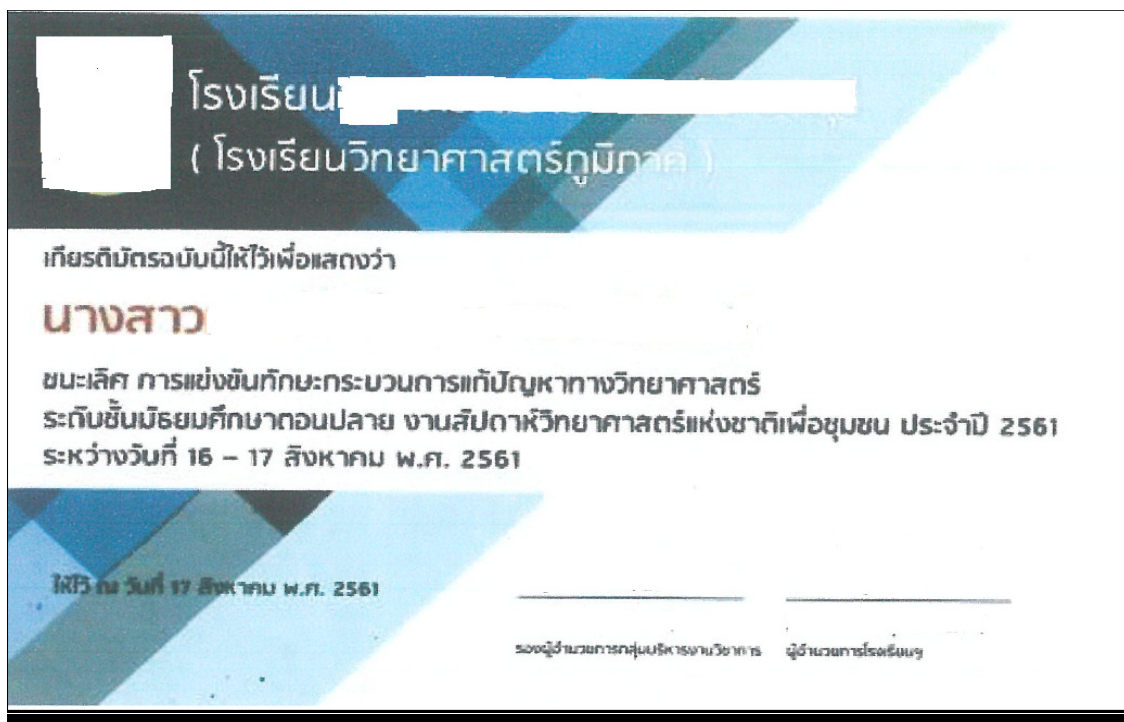 โรงเรียน
( โรงเรียนวิทยาศาสตร์ภูมิภาค )
เกียรติบัตรฉบับนี้ให้ไว้เพื่อแสดงว่า
นางสาว
ชนะเลิศ การแข่งขันทักษะกระบวนการแก้ปัญหาทางวิทยาศาสตร์
ระดับชั้นมัธยมศึกษาตอนปลาย งานสัปดาห์วิทยาศาสตร์แห่งชาติเพื่อชุมชน ประจำปี 2561
ระหว่างวันที่ 16 – 17 สิงหาคม พ.ศ. 2561
ให้ไว้ ณ วันที่ 17 สิงหาคม พ.ศ. 2561
รองผู้อำนวยการกลุ่มบริหารงานวิชาการ ผู้อำนวยการโรงเรียนฯ